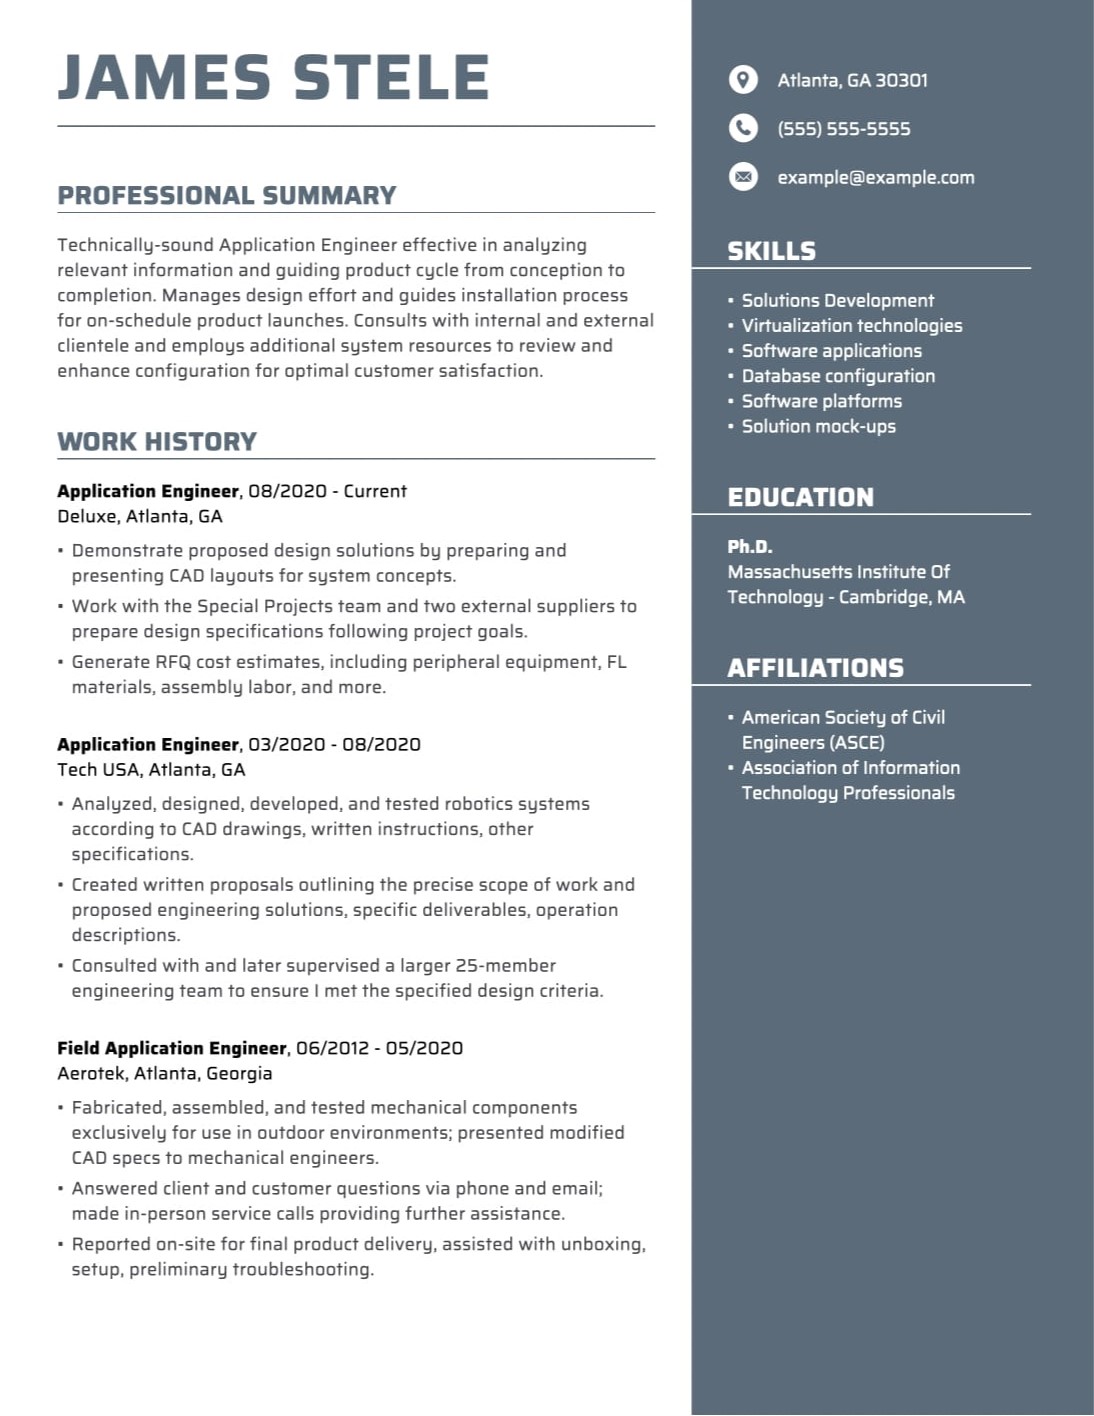 JAMES STELE
PROFESSIONAL SUMMARY
Technically-sound Application Engineer effective in analyzing
relevant information and guiding product cycle from conception to
completion. Manages design effort and guides installation process
for on-schedule product launches. Consults with internal and external
clientele and employs additional system resources to review and
enhance configuration for optimal customer satisfaction.
WORK HISTORY
Application Engineer, 08/2020 - Current
Deluxe, Atlanta, GA
▪ Demonstrate proposed design solutions by preparing and
presenting CAD layouts for system concepts.
▪ Work with the Special Projects team and two external suppliers to
prepare design specifications following project goals.
▪ Generate RFQ cost estimates, including peripheral equipment, FL
materials, assembly labor, and more.
Application Engineer, 03/2020 - 08/2020
Tech USA, Atlanta, GA
▪ Analyzed, designed, developed, and tested robotics systems
according to CAD drawings, written instructions, other
specifications.
▪ Created written proposals outlining the precise scope of work and
proposed engineering solutions, specific deliverables, operation
descriptions.
▪ Consulted with and later supervised a larger 25-member
engineering team to ensure I met the specified design criteria.
Field Application Engineer, 06/2012 - 05/2020
Aerotek, Atlanta, Georgia
▪ Fabricated, assembled, and tested mechanical components
exclusively for use in outdoor environments; presented modified
CAD specs to mechanical engineers.
▪ Answered client and customer questions via phone and email;
made in-person service calls providing further assistance.
▪ Reported on-site for final product delivery, assisted with unboxing,
setup, preliminary troubleshooting.
Atlanta, GA 30301
(555) 555-5555
example@example.com
SKILLS
▪ Solutions Development
▪ Virtualization technologies
▪ Software applications
▪ Database configuration
▪ Software platforms
▪ Solution mock-ups
EDUCATION
Ph.D.
Massachusetts Institute Of
Technology - Cambridge, MA
AFFILIATIONS
▪ American Society of Civil
Engineers (ASCE)
▪ Association of Information
Technology Professionals